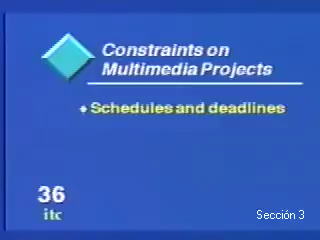 Constraints on
Multimedia Projects
Schedules and deadlines
36
itc
Sección 3